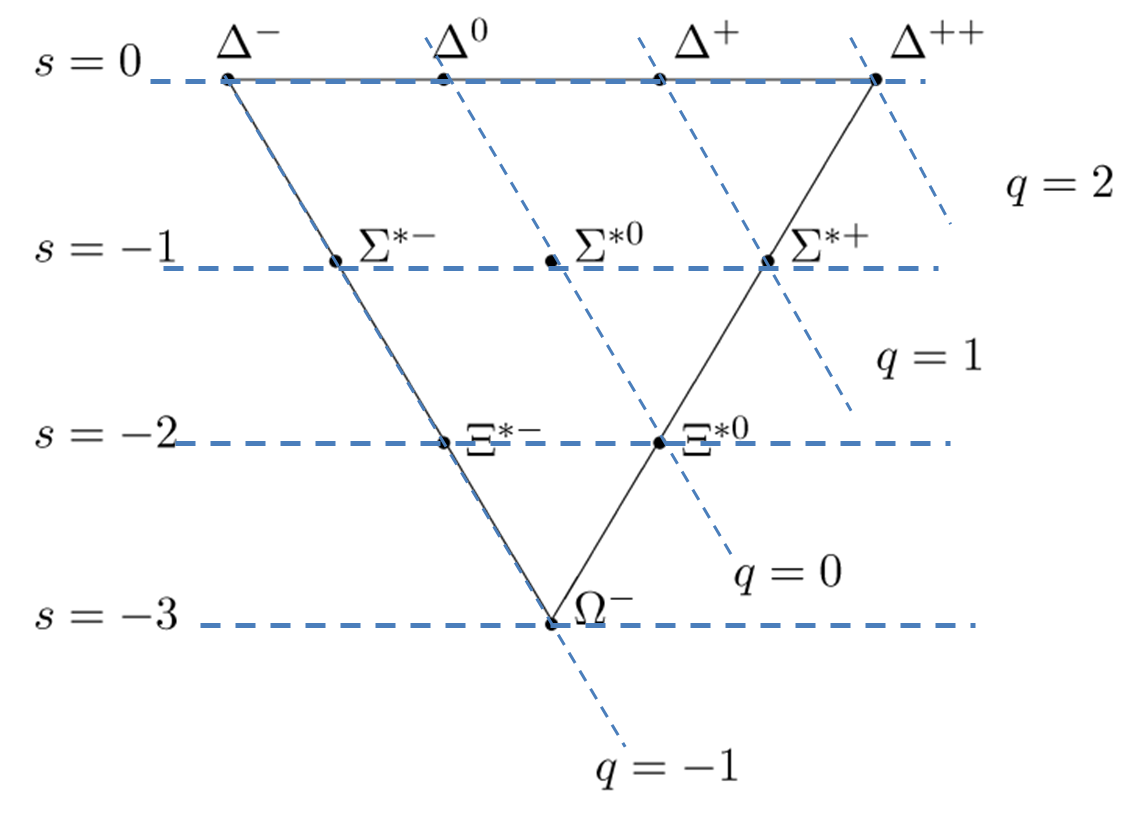 Δ⁻ Δ⁰ Δ⁺ Δ⁺⁺
s = 0
q = 2
s = −1 Σ*⁻ Σ*⁰ Σ*⁺
q = 1
s = −2 Ξ*⁻ Ξ*⁰
q = 0
s = −3 Ω⁻
q = −1